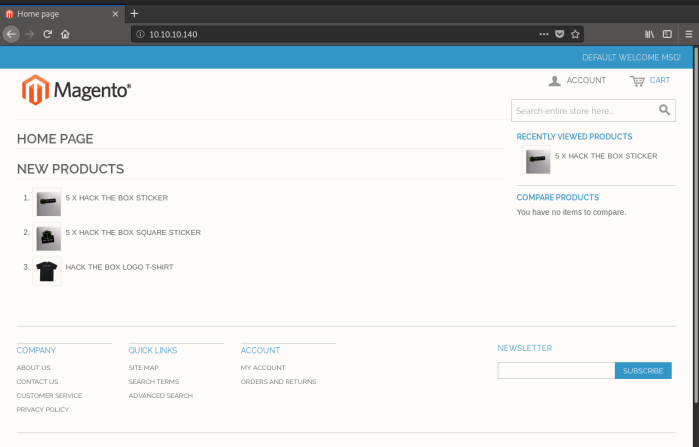 Home page
10.10.10.140
DEFAULT WELCOME MSG!
Magento®
ACCOUNT
CART
Search entire store here...
HOME PAGE
NEW PRODUCTS
1. 5 X HACK THE BOX STICKER
2. 5 X HACK THE BOX SQUARE STICKER
3. HACK THE BOX LOGO T-SHIRT
RECENTLY VIEWED PRODUCTS
5 X HACK THE BOX STICKER
COMPARE PRODUCTS
You have no items to compare.
COMPANY
ABOUT US
CONTACT US
CUSTOMER SERVICE
PRIVACY POLICY
QUICK LINKS
SITE MAP
SEARCH TERMS
ADVANCED SEARCH
ACCOUNT
MY ACCOUNT
ORDERS AND RETURNS
NEWSLETTER
SUBSCRIBE